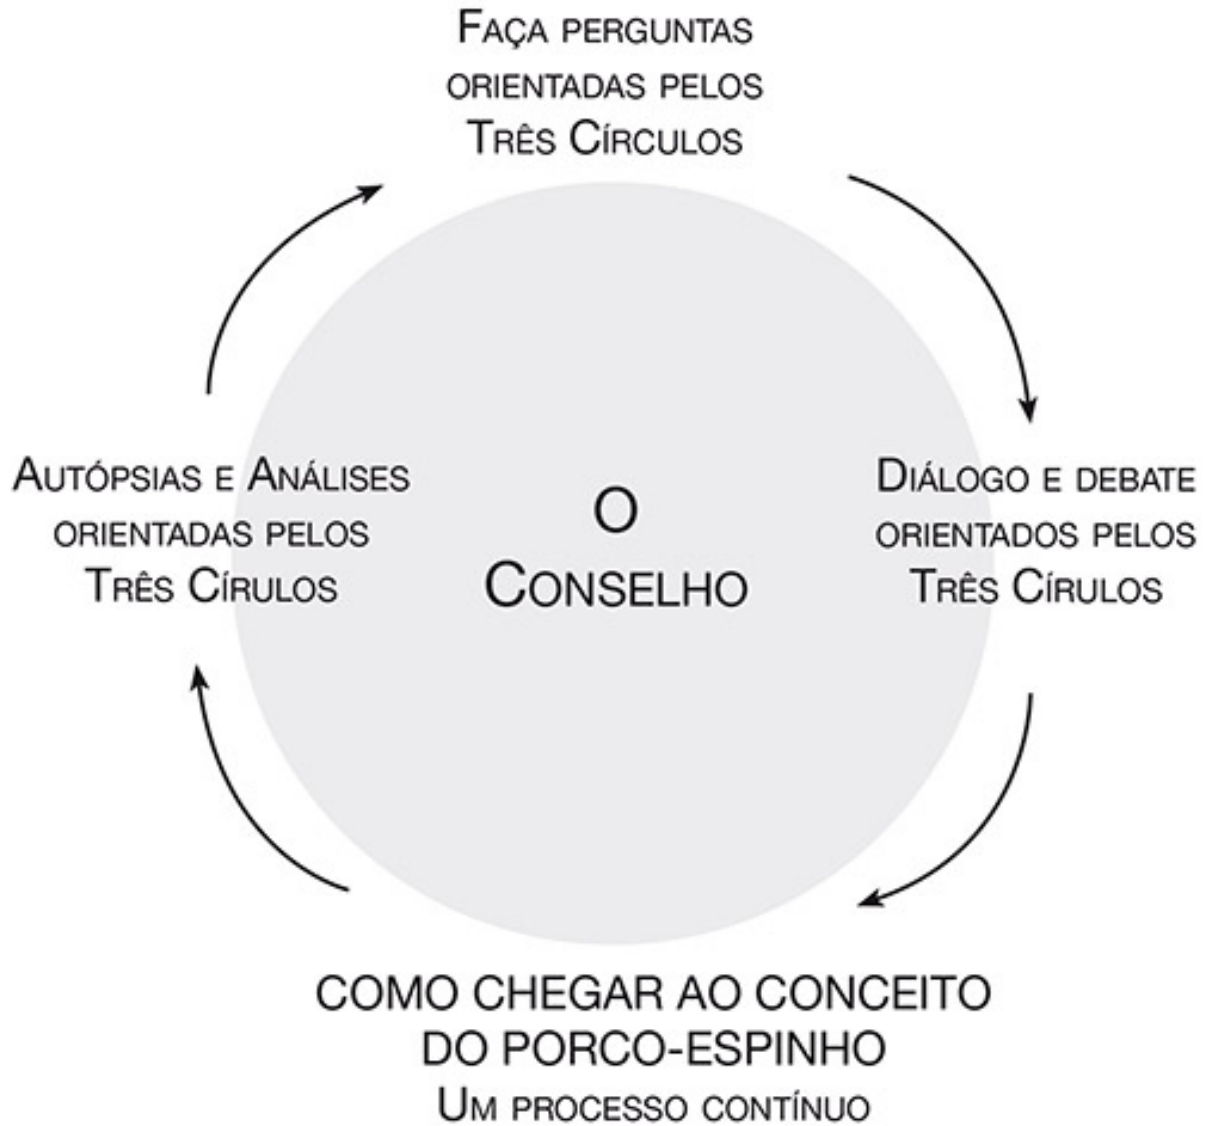 Faça perguntas
orientadas pelos
Três Círculos
Autópsias e Análises
orientadas pelos
Três Círulos
O
Conselho
Diálogo e debate
orientados pelos
Três Círulos
COMO CHEGAR AO CONCEITO
DO PORCO-ESPINHO
Um processo contínuo